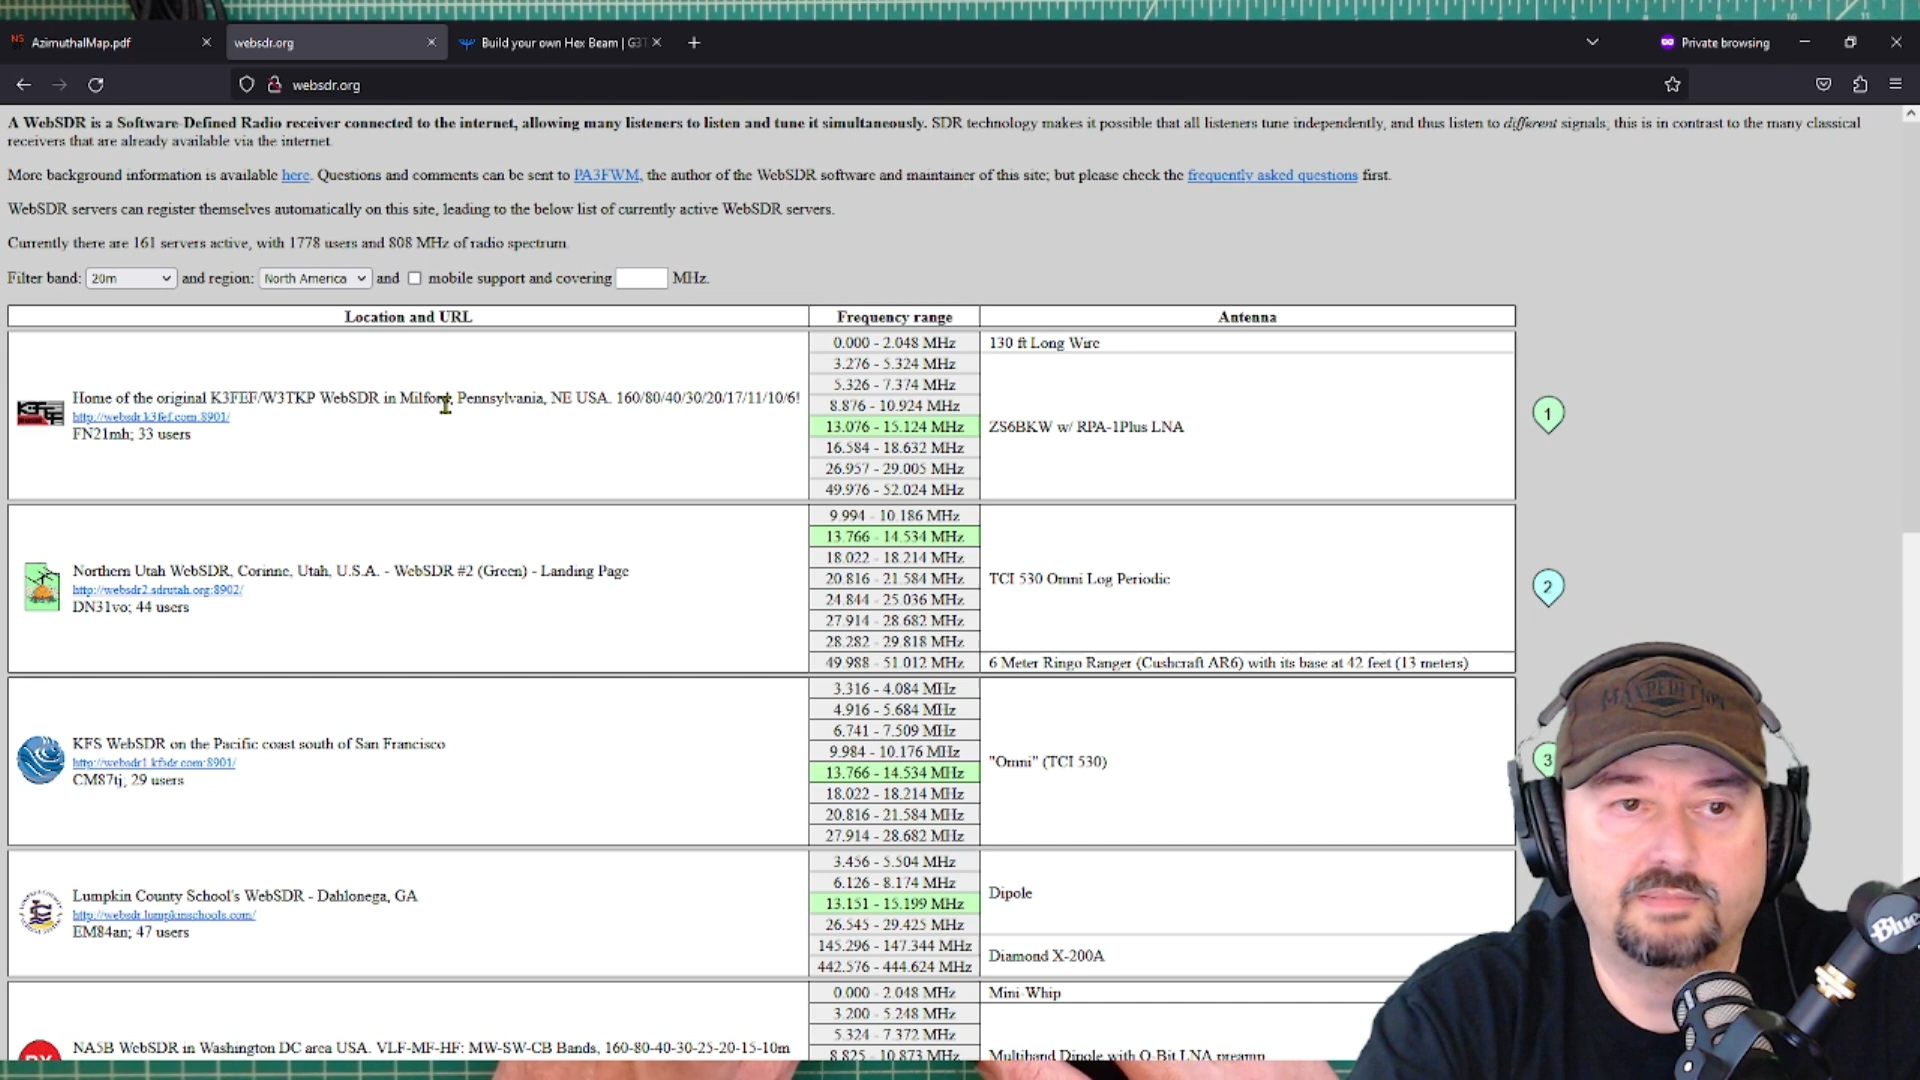 AzimuthalMap.pdf
websdr.org
Build your own Hex Beam | G3T
Private browsing
websdr.org
A WebSDR is a Software-Defined Radio receiver connected to the internet, allowing many listeners to listen and tune it simultaneously. SDR technology makes it possible that all listeners tune independently, and thus listen to different signals; this is in contrast to the many classical
receivers that are already available via the internet.
More background information is available here. Questions and comments can be sent to PA3FWM, the author of the WebSDR software and maintainer of this site; but please check the frequently asked questions first.
WebSDR servers can register themselves automatically on this site, leading to the below list of currently active WebSDR servers.
Currently there are 161 servers active, with 1778 users and 808 MHz of radio spectrum.
Filter band: 20m and region: North America and mobile support and covering MHz.
Location and URL Frequency range Antenna
0.000 - 2.048 MHz 130 ft Long Wire
3.276 - 5.324 MHz
5.326 - 7.374 MHz
Home of the original K3FEF/W3TKP WebSDR in Milford, Pennsylvania, NE USA. 160/80/40/30/20/17/11/10/6!
http://websdr.k3fef.com:8901/
FN21mh; 33 users
8.876 - 10.924 MHz
13.076 - 15.124 MHz ZS6BKW w/ RPA-1Plus LNA
16.584 - 18.632 MHz
26.957 - 29.005 MHz
49.976 - 52.024 MHz
1
9.994 - 10.186 MHz
13.766 - 14.534 MHz
18.022 - 18.214 MHz
Northern Utah WebSDR, Corinne, Utah, U.S.A. - WebSDR #2 (Green) - Landing Page
http://websdr2.sdrutah.org:8902/
DN31vo; 44 users
20.816 - 21.584 MHz TCI 530 Omni Log Periodic
24.844 - 25.036 MHz
27.914 - 28.682 MHz
28.282 - 29.818 MHz
49.988 - 51.012 MHz 6 Meter Ringo Ranger (Cushcraft AR6) with its base at 42 feet (13 meters)
2
3.316 - 4.084 MHz
4.916 - 5.684 MHz
6.741 - 7.509 MHz
KFS WebSDR on the Pacific coast south of San Francisco
http://websdr1.kfsdr.com:8901/
CM87tj, 29 users
9.984 - 10.176 MHz "Omni" (TCI 530)
13.766 - 14.534 MHz
18.022 - 18.214 MHz
20.816 - 21.584 MHz
27.914 - 28.682 MHz
3
3.456 - 5.504 MHz
6.126 - 8.174 MHz
Lumpkin County School's WebSDR - Dahlonega, GA
http://websdr.lumpkinschools.com/
EM84an; 47 users
Dipole
13.151 - 15.199 MHz
26.545 - 29.425 MHz
145.296 - 147.344 MHz Diamond X-200A
442.576 - 444.624 MHz
0.000 - 2.048 MHz Mini-Whip
3.200 - 5.248 MHz
5.324 - 7.372 MHz
NA5B WebSDR in Washington DC area USA. VLF-MF-HF: MW-SW-CB Bands, 160-80-40-30-25-20-15-10m
8.825 - 10.873 MHz Multiband Dipole with Q-Bit LNA preamp
MAXPEDITION
Blue